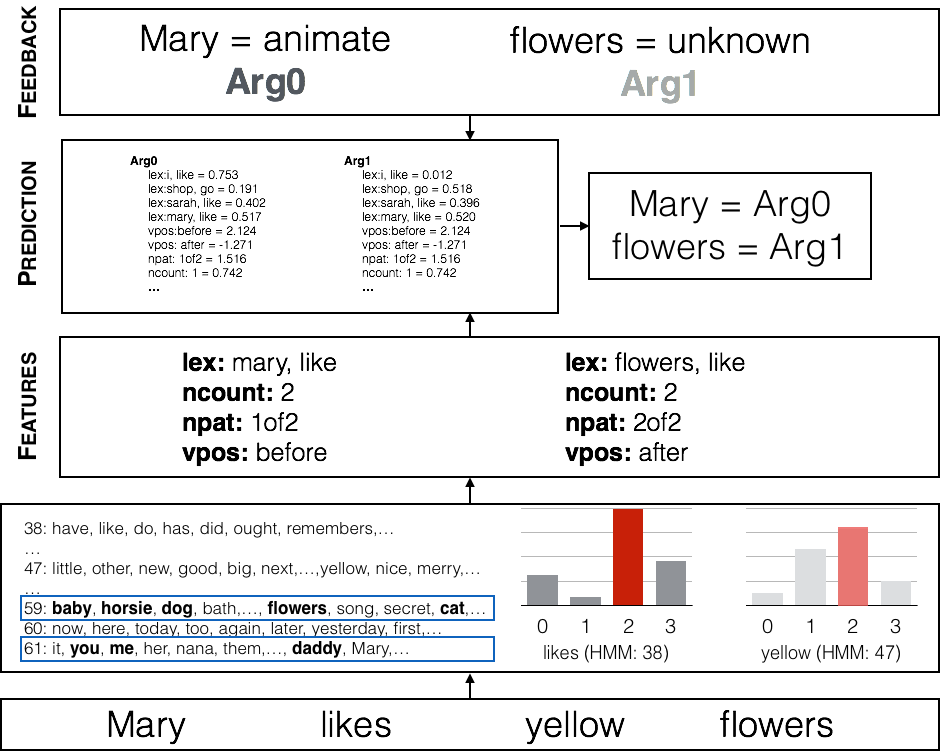 FEEDBACK
Mary = animate
Arg0
flowers = unknown
Arg1
PREDICTION
Arg0
lex:i, like = 0.753
lex:shop, go = 0.191
lex:sarah, like = 0.402
lex:mary, like = 0.517
vpos:before = 2.124
vpos: after = -1.271
npat: 1of2 = 1.516
ncount: 1 = 0.742
...
Arg1
lex:i, like = 0.012
lex:shop, go = 0.518
lex:sarah, like = 0.396
lex:mary, like = 0.520
vpos:before = 2.124
vpos: after = -1.271
npat: 1of2 = 1.516
ncount: 1 = 0.742
...
Mary = Arg0
flowers = Arg1
FEATURES
lex: mary, like
ncount: 2
npat: 1of2
vpos: before
lex: flowers, like
ncount: 2
npat: 2of2
vpos: after
38: have, like, do, has, did, ought, remembers,…
…
47: little, other, new, good, big, next,…,yellow, nice, merry,…
…
59: baby, horsie, dog, bath,…, flowers, song, secret, cat,…
60: now, here, today, too, again, later, yesterday, first,…
61: it, you, me, her, nana, them,…, daddy, Mary,…
0 1 2 3
likes (HMM: 38)
0 1 2 3
yellow (HMM: 47)
Mary likes yellow flowers